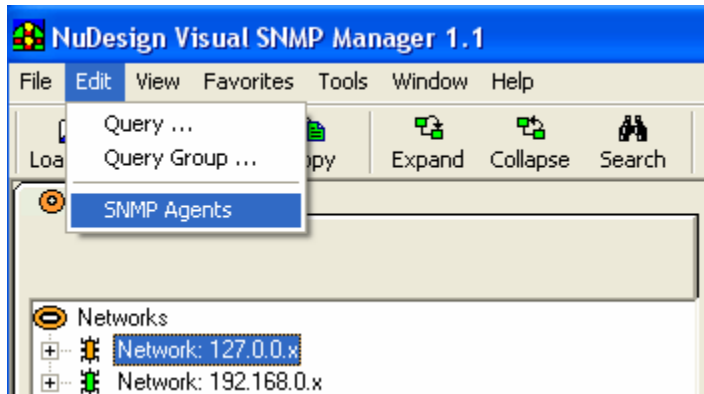 NuDesign Visual SNMP Manager 1.1
File Edit View Favorites Tools Window Help
Query ...
Query Group ...
SNMP Agents
Expand Collapse Search
Networks
Network: 127.0.0.x
Network: 192.168.0.x